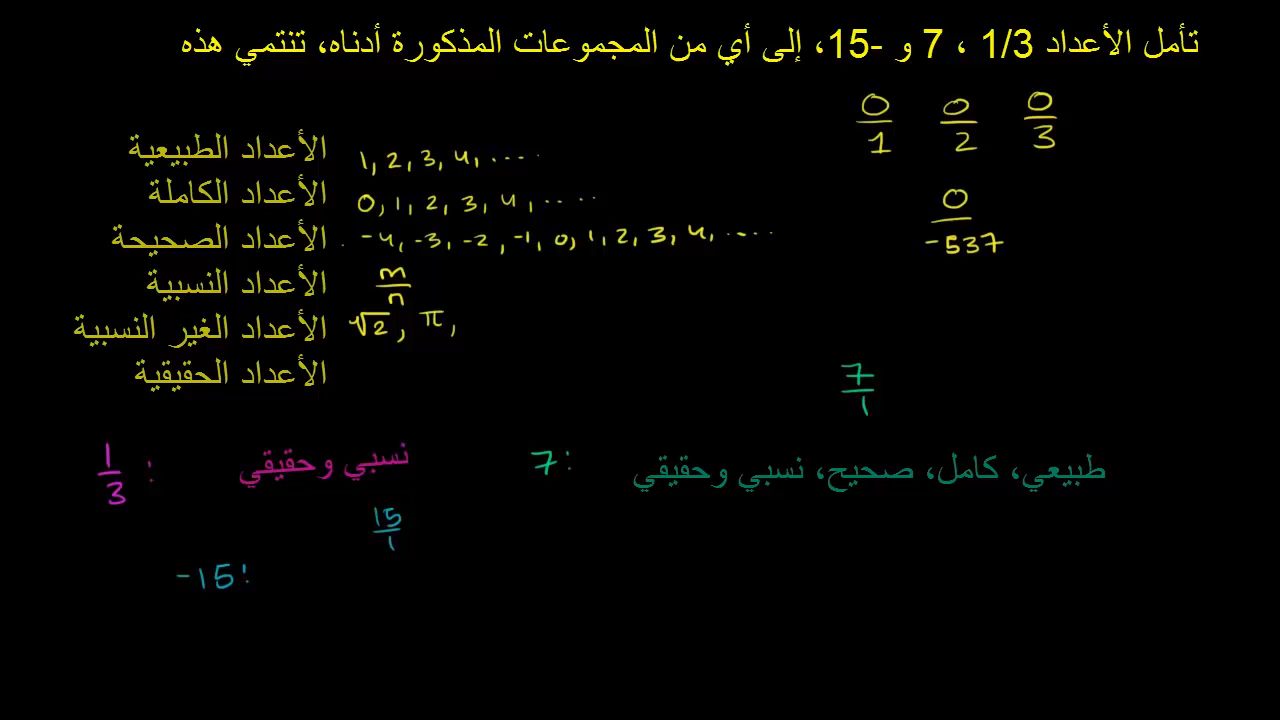 تأمل الأعداد 1/3 ، 7 و -15، إلى أي من المجموعات المذكورة أدناه، تنتمي هذه
0/1 0/2 0/3
الأعداد الطبيعية 1, 2, 3, 4, ....
الأعداد الكاملة 0, 1, 2, 3, 4, ....
0/-537
الأعداد الصحيحة -4, -3, -2, -1, 0, 1, 2, 3, 4, ....
الأعداد النسبية m/n
الأعداد الغير النسبية √2, π,
الأعداد الحقيقية
7/1
1/3 : نسبي وحقيقي
7: طبيعي، كامل، صحيح، نسبي وحقيقي
15/1
-15: